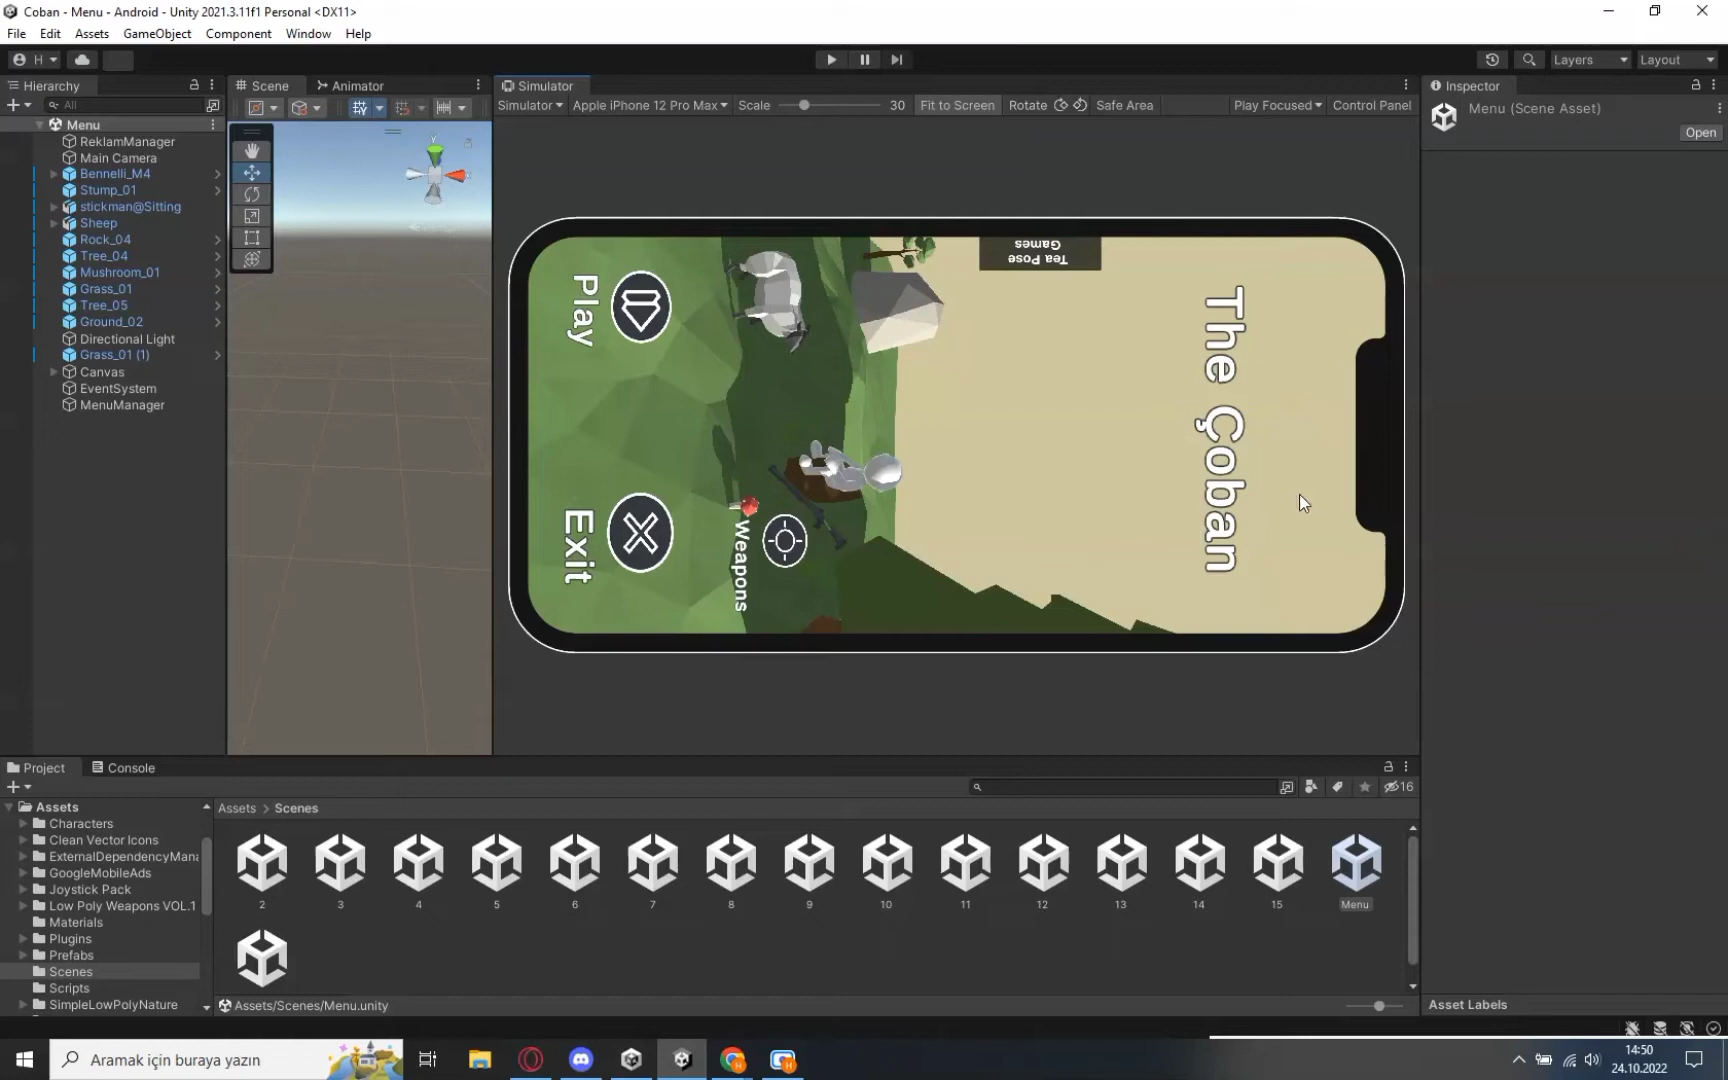 Coban - Menu - Android - Unity 2021.3.11f1 Personal <DX11>
File Edit Assets GameObject Component Window Help
H Layers Layout
Hierarchy
All
Menu
ReklamManager
Main Camera
Bennelli_M4
Stump_01
stickman@Sitting
Sheep
Rock_04
Tree_04
Mushroom_01
Grass_01
Tree_05
Ground_02
Directional Light
Grass_01 (1)
Canvas
EventSystem
MenuManager
Scene Animator
y
Simulator
Simulator Apple iPhone 12 Pro Max Scale 30 Fit to Screen Rotate Safe Area Play Focused Control Panel
The Çoban
Tea Pose
Games
Weapons
Play
Exit
Inspector
Menu (Scene Asset)
Open
Project Console
16
Assets
Characters
Clean Vector Icons
ExternalDependencyMana
GoogleMobileAds
Joystick Pack
Low Poly Weapons VOL.1
Materials
Plugins
Prefabs
Scenes
Scripts
SimpleLowPolyNature
Assets > Scenes
2 3 4 5 6 7 8 9 10 11 12 13 14 15 Menu
Assets/Scenes/Menu.unity
Asset Labels
Aramak için buraya yazın
14:50
24.10.2022